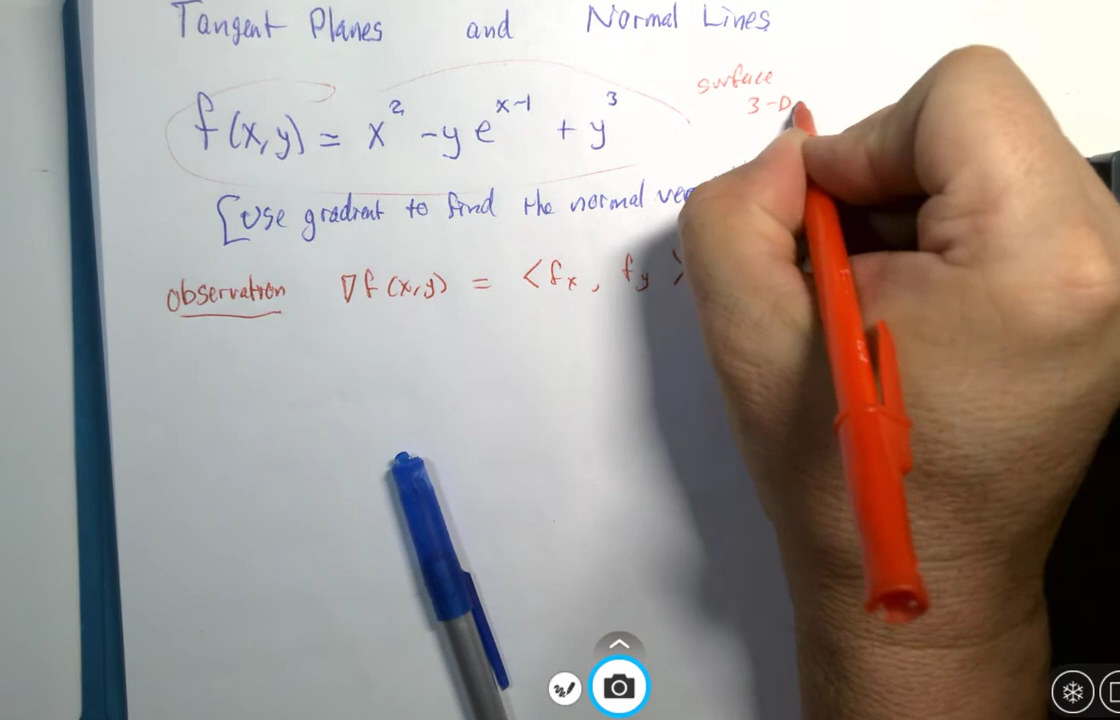 Tangent Planes and Normal Lines
f(x,y) = x² - y e^(x-1) + y³
surface
3-D
[Use gradient to find the normal
observation ∇f(x,y) = <fx, fy>